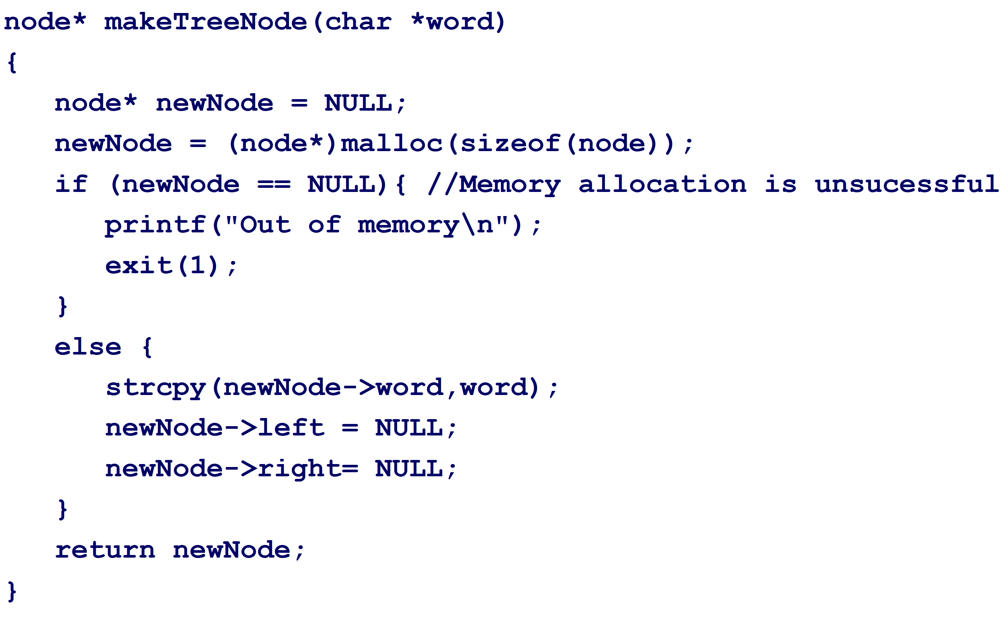 node* makeTreeNode(char *word)
{
   node* newNode = NULL;
   newNode = (node*)malloc(sizeof(node));
   if (newNode == NULL){ //Memory allocation is unsucessful
      printf("Out of memory\n");
      exit(1);
   }
   else {
      strcpy(newNode->word,word);
      newNode->left = NULL;
      newNode->right= NULL;
   }
   return newNode;
}